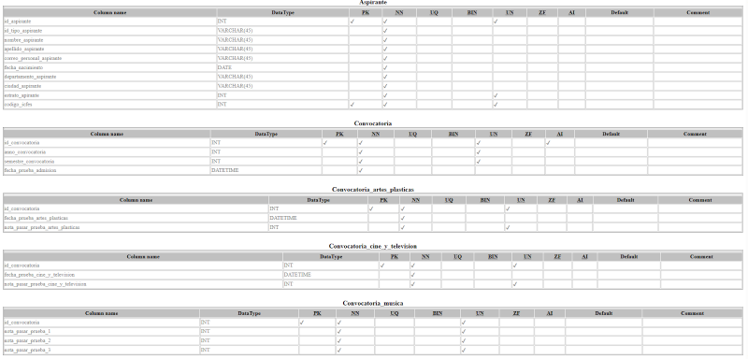 Aspirante
Column name DataType PK NN UQ BIN UN ZF AI Default Comment
id_aspirante INT ✓ ✓ ✓
id_tipo_aspirante VARCHAR(45) ✓
nombre_aspirante VARCHAR(45) ✓
apellido_aspirante VARCHAR(45) ✓
correo_personal_aspirante VARCHAR(45) ✓
fecha_nacimiento DATE ✓
departamento_aspirante VARCHAR(45) ✓
ciudad_aspirante VARCHAR(45) ✓
estrato_aspirante INT ✓ ✓
codigo_icfes INT ✓ ✓ ✓
Convocatoria
Column name DataType PK NN UQ BIN UN ZF AI Default Comment
id_convocatoria INT ✓ ✓ ✓ ✓
anno_convocatoria INT ✓ ✓
semestre_convocatoria INT ✓ ✓
fecha_prueba_admision DATETIME ✓
Convocatoria_artes_plasticas
Column name DataType PK NN UQ BIN UN ZF AI Default Comment
id_convocatoria INT ✓ ✓ ✓
fecha_prueba_artes_plasticas DATETIME ✓
nota_pasar_prueba_artes_plasticas INT ✓ ✓
Convocatoria_cine_y_television
Column name DataType PK NN UQ BIN UN ZF AI Default Comment
id_convocatoria INT ✓ ✓ ✓
fecha_prueba_cine_y_television DATETIME ✓
nota_pasar_prueba_cine_y_television INT ✓ ✓
Convocatoria_musica
Column name DataType PK NN UQ BIN UN ZF AI Default Comment
id_convocatoria INT ✓ ✓ ✓
nota_pasar_prueba_1 INT ✓ ✓
nota_pasar_prueba_2 INT ✓ ✓
nota_pasar_prueba_3 INT ✓ ✓